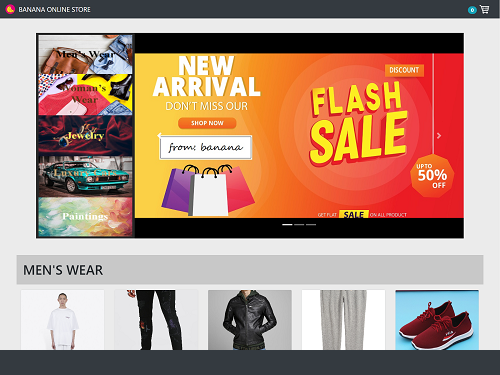 BANANA ONLINE STORE
0
Men's Wear
Woman's
Wear
Jewelry
Luxury Cars
Paintings
NEW
ARRIVAL
DON'T MISS OUR
SHOP NOW
from: banana
DISCOUNT
FLASH
SALE
UPTO
50%
OFF
GET FLAT SALE ON ALL PRODUCT
MEN'S WEAR